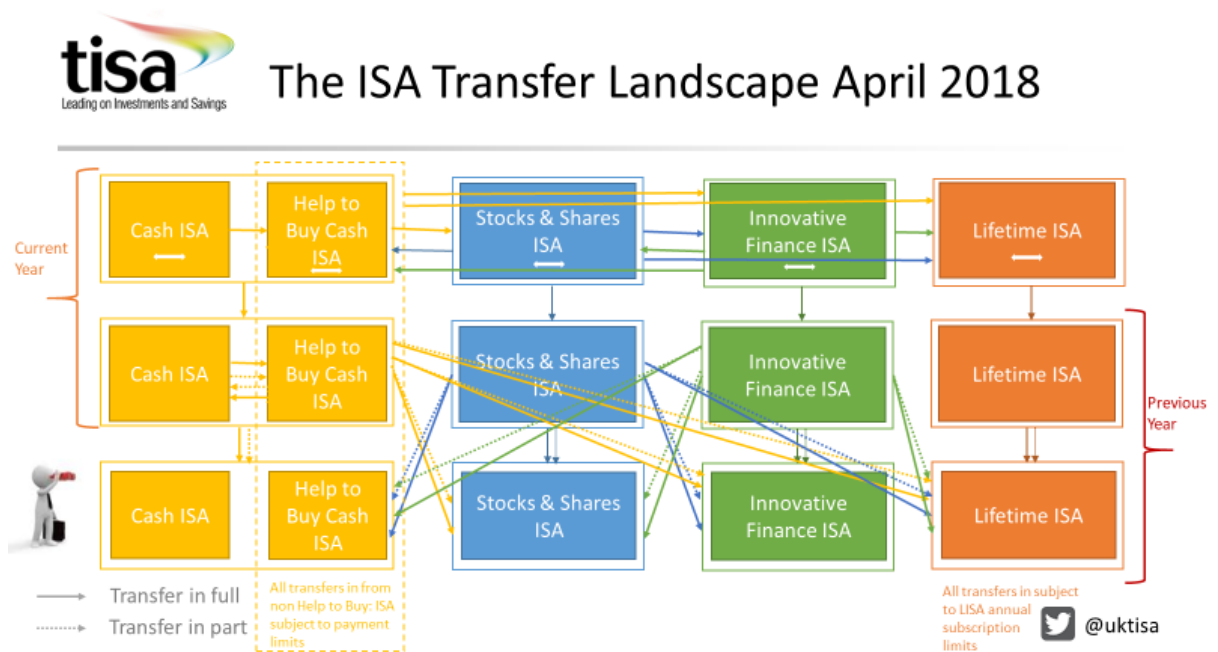 tisa
Leading on Investments and Savings
The ISA Transfer Landscape April 2018
Current
Year
Cash ISA
Help to
Buy Cash
ISA
Stocks & Shares
ISA
Innovative
Finance ISA
Lifetime ISA
Cash ISA
Help to
Buy Cash
ISA
Stocks & Shares
ISA
Innovative
Finance ISA
Lifetime ISA
Previous
Year
Cash ISA
Help to
Buy Cash
ISA
Stocks & Shares
ISA
Innovative
Finance ISA
Lifetime ISA
Transfer in full
Transfer in part
All transfers in from
non Help to Buy: ISA
subject to payment
limits
All transfers in subject
to LISA annual
subscription
limits
@uktisa